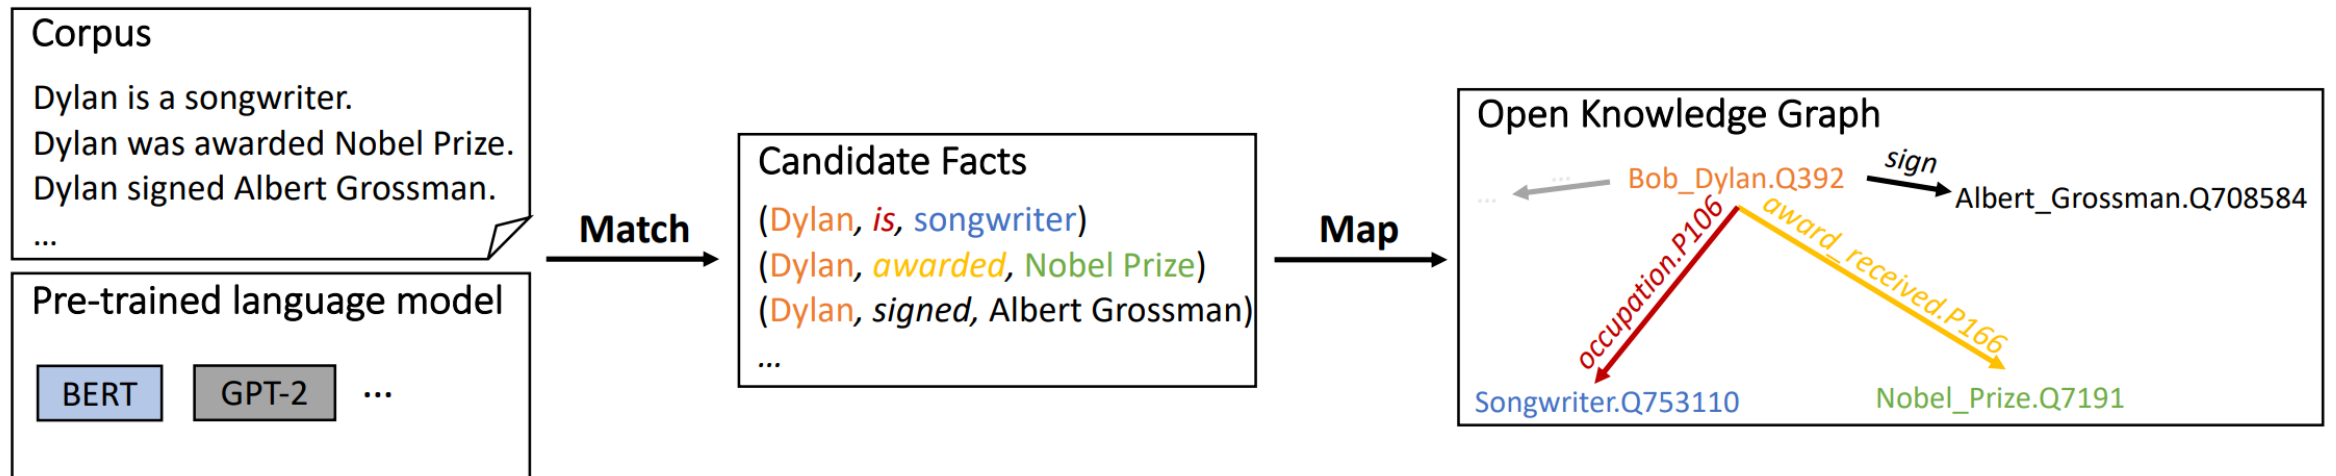 Corpus
Dylan is a songwriter.
Dylan was awarded Nobel Prize.
Dylan signed Albert Grossman.
...
Pre-trained language model
BERT
GPT-2
...
Match
Candidate Facts
(Dylan, is, songwriter)
(Dylan, awarded, Nobel Prize)
(Dylan, signed, Albert Grossman)
...
Map
Open Knowledge Graph
sign
...
Bob_Dylan.Q392
...
Albert_Grossman.Q708584
occupation.P106
award_received.P166
Songwriter.Q753110
Nobel_Prize.Q7191